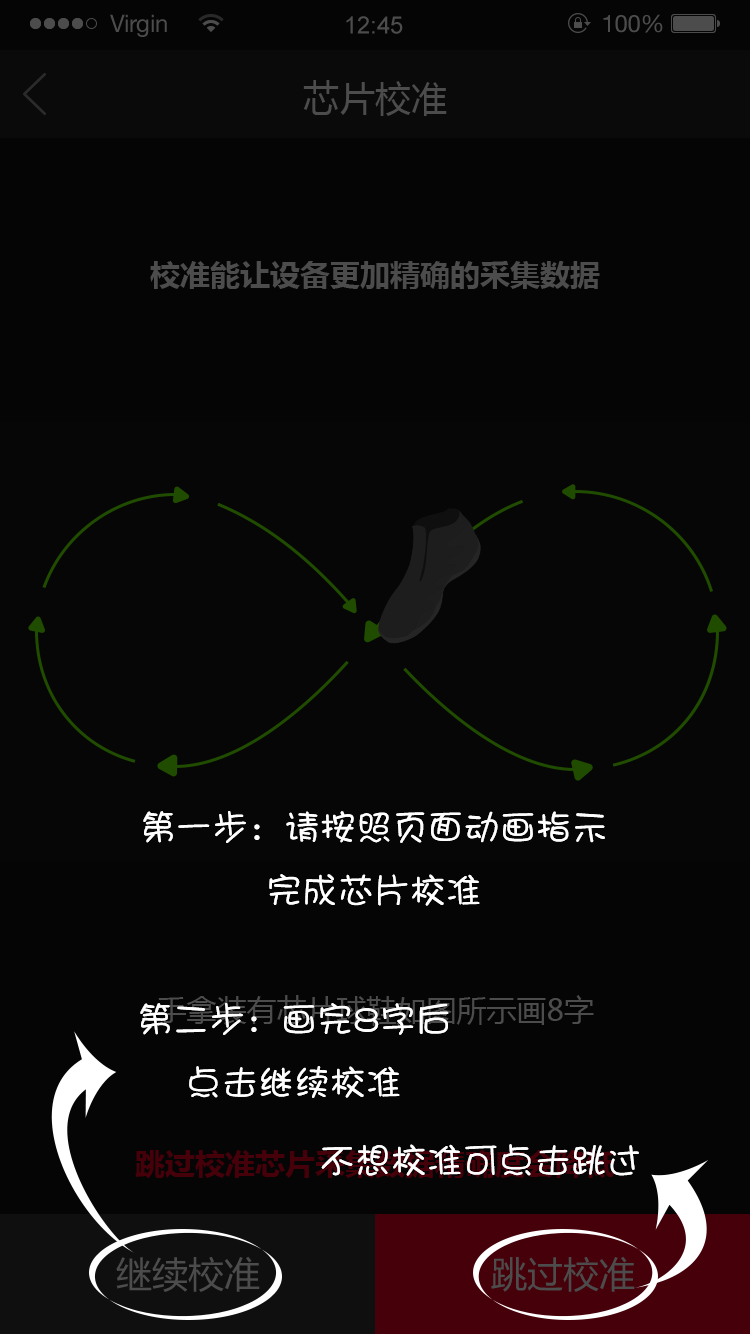 Virgin 12:45 100%
芯片校准
校准能让设备更加精确的采集数据
第一步：请按照页面动画指示
完成芯片校准
手拿装有芯片球鞋如图所示画8字
第二步：画完8字后
点击继续校准
不想校准可点击跳过
跳过校准芯片采集数据
继续校准
跳过校准